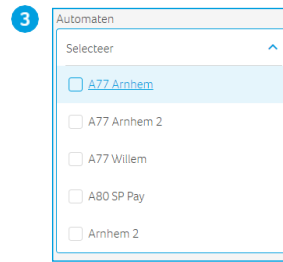 3
Automaten
Selecteer
A77 Arnhem
A77 Arnhem 2
A77 Willem
A80 SP Pay
Arnhem 2